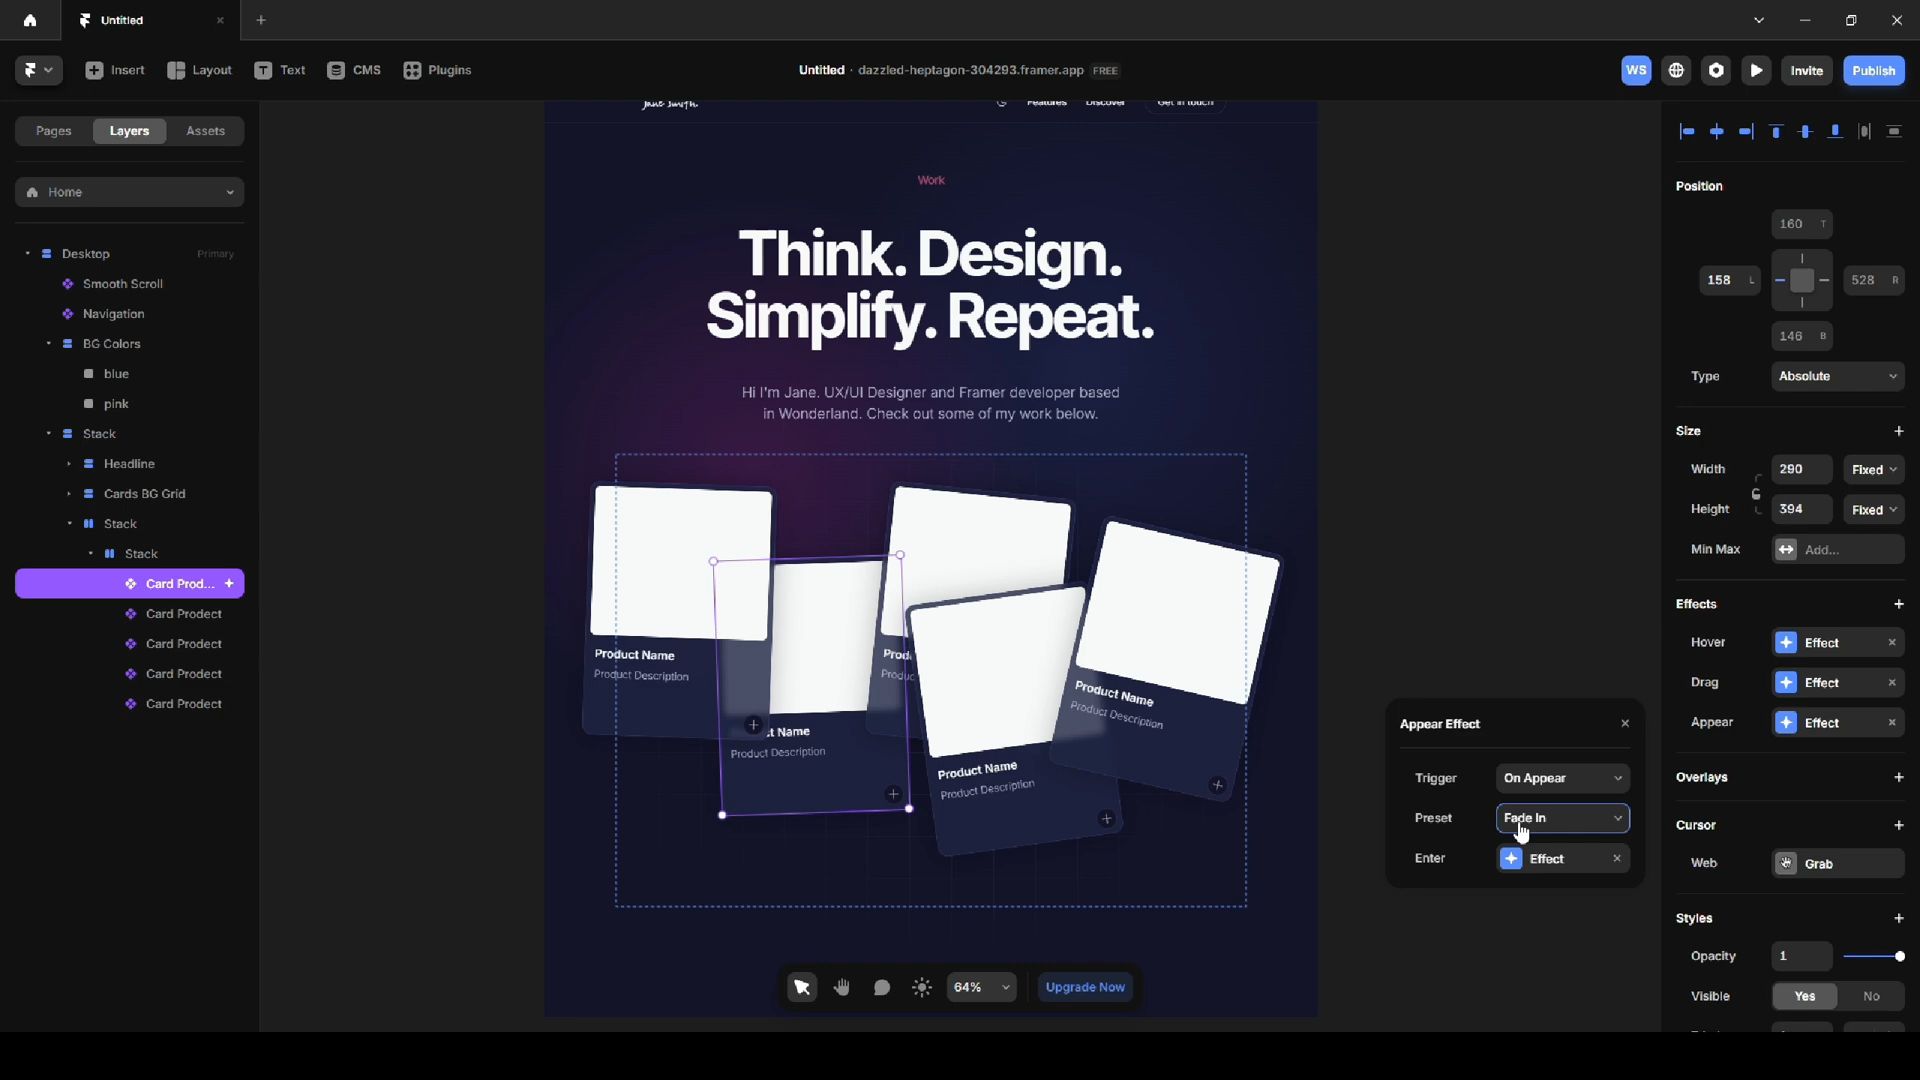 Untitled
Insert
Layout
Text
CMS
Plugins
Untitled · dazzled-heptagon-304293.framer.app FREE
WS
Invite
Publish
Pages
Layers
Assets
Home
Desktop
Primary
Smooth Scroll
Navigation
BG Colors
blue
pink
Stack
Headline
Cards BG Grid
Stack
Stack
Card Prod...
Card Prodect
Card Prodect
Card Prodect
Card Prodect
Jane Smith.
Features
Discover
Get in touch
Work
Think. Design.
Simplify. Repeat.
Hi I'm Jane. UX/UI Designer and Framer developer based
in Wonderland. Check out some of my work below.
Product Name
Product Description
t Name
Product Description
Prod
Produc
Product Name
Product Description
Product Name
Product Description
64%
Upgrade Now
Appear Effect
Trigger
On Appear
Preset
Fade In
Enter
Effect
Position
160 T
158 L
528 R
146 B
Type
Absolute
Size
Width
290
Fixed
Height
394
Fixed
Min Max
Add...
Effects
Hover
Effect
Drag
Effect
Appear
Effect
Overlays
Cursor
Web
Grab
Styles
Opacity
1
Visible
Yes
No